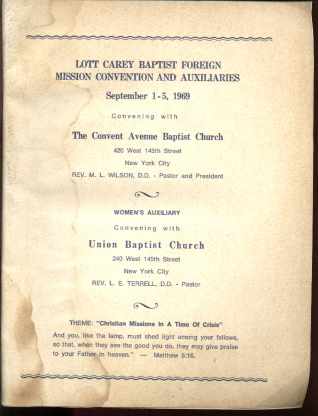 LOTT CAREY BAPTIST FOREIGN
MISSION CONVENTION AND AUXILIARIES
September 1-5, 1969
Convening with
The Convent Avenue Baptist Church
420 West 145th Street
New York City
REV. M. L. WILSON, D.D. - Pastor and President
WOMEN'S AUXILIARY
Convening with
Union Baptist Church
240 West 145th Street
New York City
REV. L. E. TERRELL, D.D. - Pastor
THEME: "Christian Missions In A Time Of Crisis"
And you, like the lamp, must shed light among your fellows,
so that, when they see the good you do, they may give praise
to your Father in heaven." — Matthew 5:16.